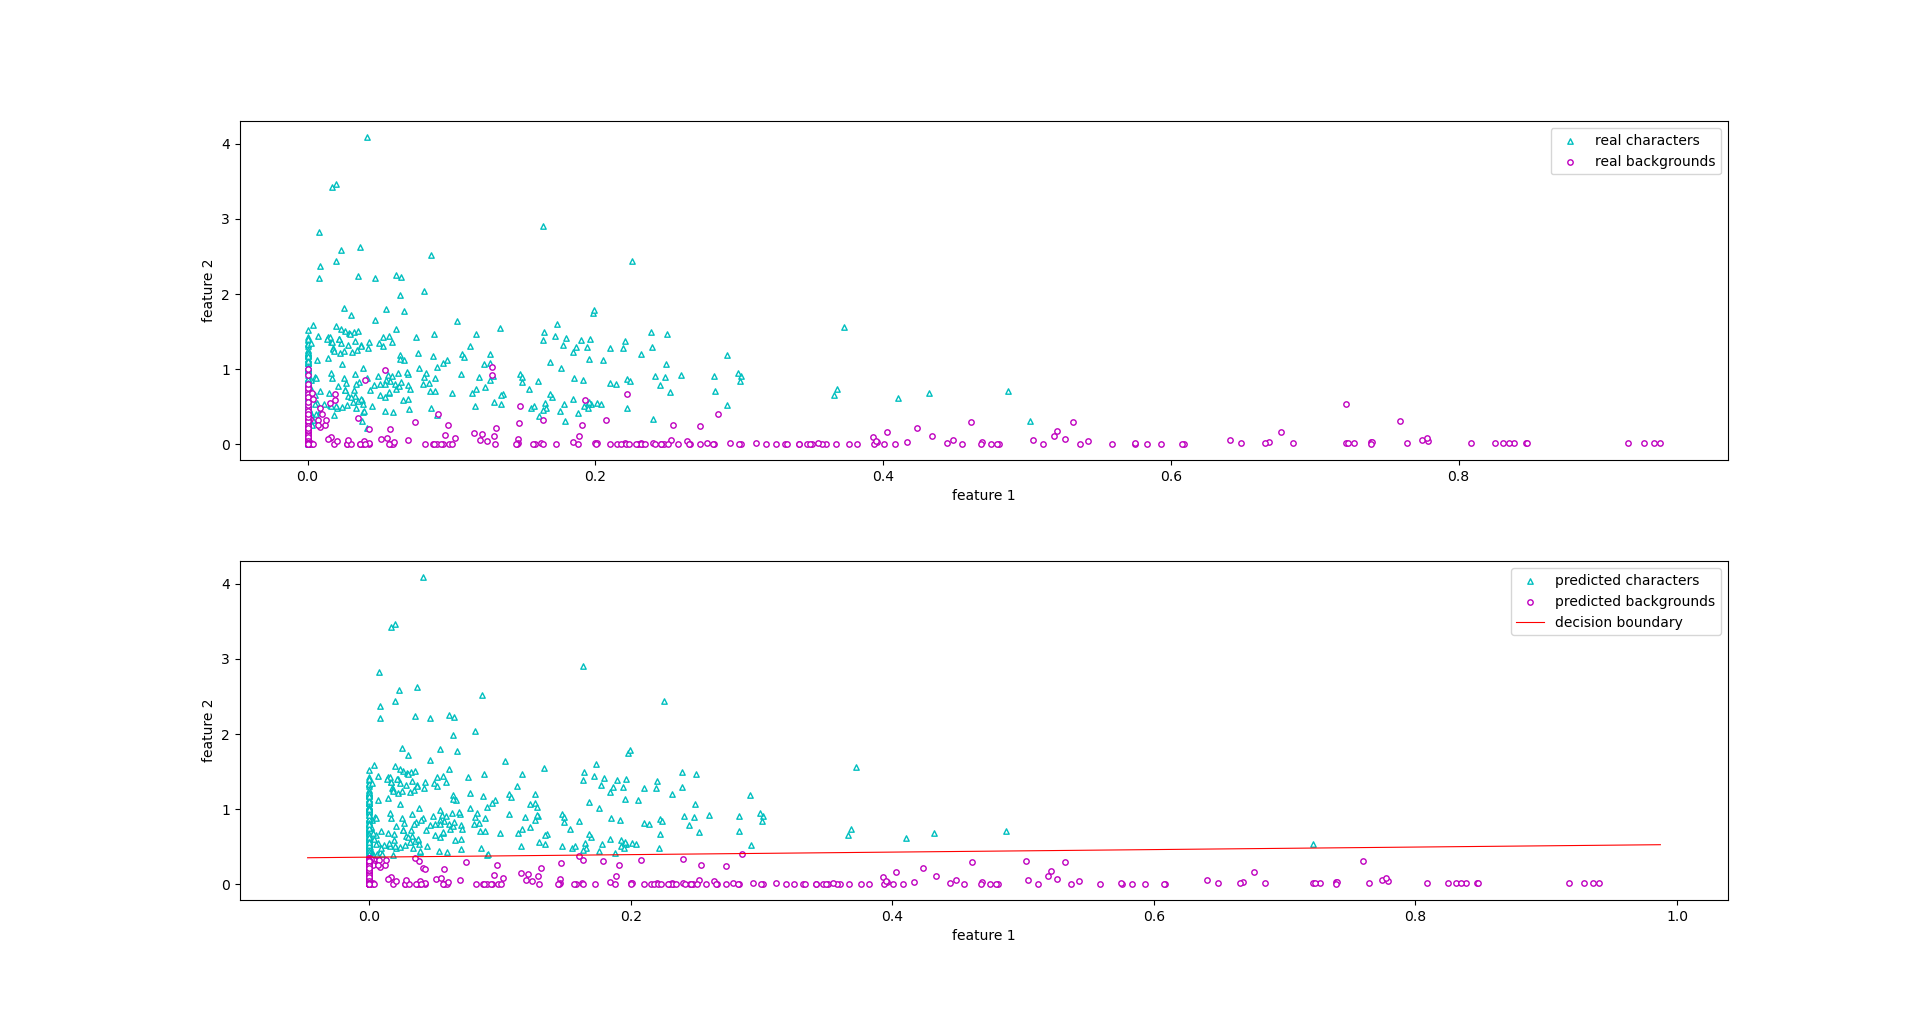 real characters
real backgrounds
4
3
2
1
0
feature 2
0.0 0.2 0.4 0.6 0.8
feature 1
predicted characters
predicted backgrounds
decision boundary
4
3
2
1
0
feature 2
0.0 0.2 0.4 0.6 0.8 1.0
feature 1